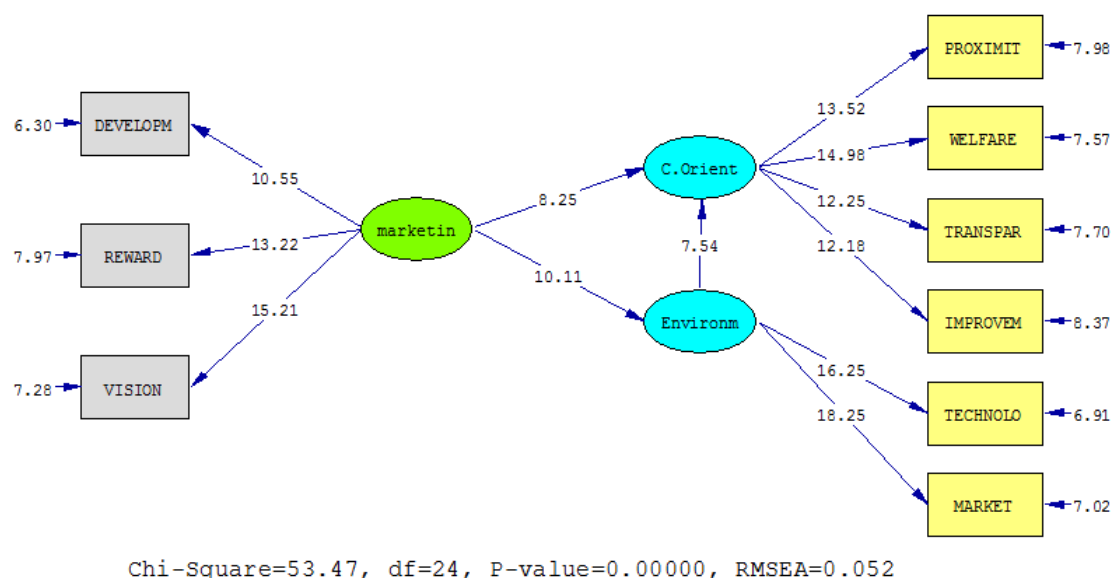 PROXIMIT
7.98
13.52
6.30
DEVELOPM
WELFARE
7.57
14.98
C.Orient
10.55
12.25
8.25
marketin
TRANSPAR
7.70
13.22
12.18
7.54
7.97
REWARD
10.11
15.21
Environm
IMPROVEM
8.37
16.25
7.28
VISION
18.25
TECHNOLO
6.91
MARKET
7.02
Chi-Square=53.47, df=24, P-value=0.00000, RMSEA=0.052